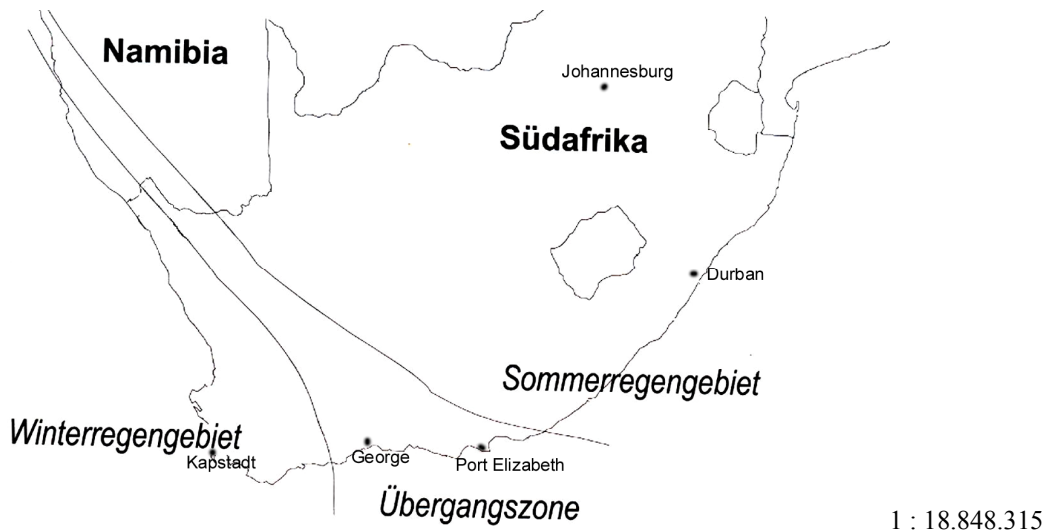 Namibia
Johannesburg
Südafrika
Durban
Sommerregengebiet
Winterregengebiet
Kapstadt
George
Port Elizabeth
Übergangszone
1 : 18.848.315